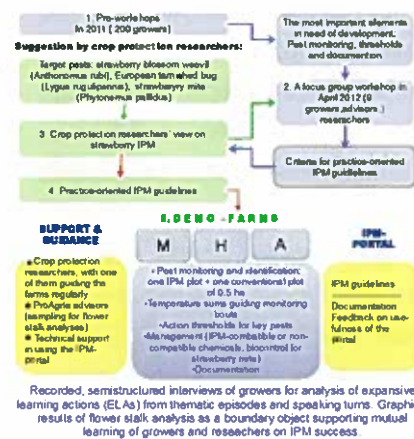 1. Pre-workshops
In 2011 (200 growers)
The most important elements
in need of development:
Pest monitoring, thresholds
and documention
Suggestion by crop protection researchers:
Target pests: strawberry blossom weevil
(Anthonomus rubi), European tarnished bug
(Lygus rugulipennis), strawberyry mite
(Phytonemus pallidus)
2. A focus group workshop in
April 2012 (9
growers, advisors,)
reserachers
3 Crop protection researchers' view on
strawberry IPM
Criteria for practice-oriented
IPM guidlelines
4. Practice-oriented IPM guidelines
5. DEMO -FARMS
SUPPORT &
GUIDANCE
M H A
IPM-
PORTAL
Crop protection
researchers, with one
of them guiding the
farms regularly
ProAgria advisors
(sampling for flower
stalk analyses)
Technical support
in using the IPM-
portal
Pest monitoring and identification:
one IPM plot + one conventional plot
of 0.5 ha
Temperature sums guiding monitoring
bouts
Action thresholds for key pests
Management (IPM-combatible or non-
compatible chemicals, biocontrol for
strawberry mite)
Documentation
IPM guidelines
Documentation
Feedback on use-
fulness of the
portal
Recorded, semistructured interviews of growers for analysis of expansive
learning actions (ELAs) from thematic episodes and speaking turns. Graphic
results of flower stalk analysis as a boundary object supporting mutual
learning of growers and researchers on IPM success.